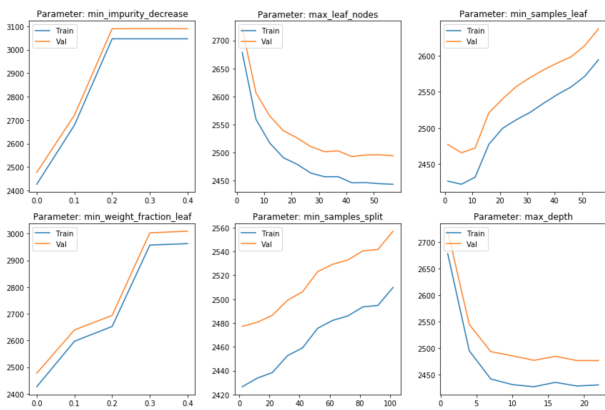 Parameter: min_impurity_decrease
3100
3000
2900
2800
2700
2600
2500
2400
0.0 0.1 0.2 0.3 0.4
Train
Val
Parameter: max_leaf_nodes
2700
2650
2600
2550
2500
2450
0 10 20 30 40 50
Train
Val
Parameter: min_samples_leaf
2600
2550
2500
2450
0 10 20 30 40 50
Train
Val
Parameter: min_weight_fraction_leaf
3000
2900
2800
2700
2600
2500
2400
0.0 0.1 0.2 0.3 0.4
Train
Val
Parameter: min_samples_split
2560
2540
2520
2500
2480
2460
2440
2420
0 20 40 60 80 100
Train
Val
Parameter: max_depth
2700
2650
2600
2550
2500
2450
0 5 10 15 20
Train
Val